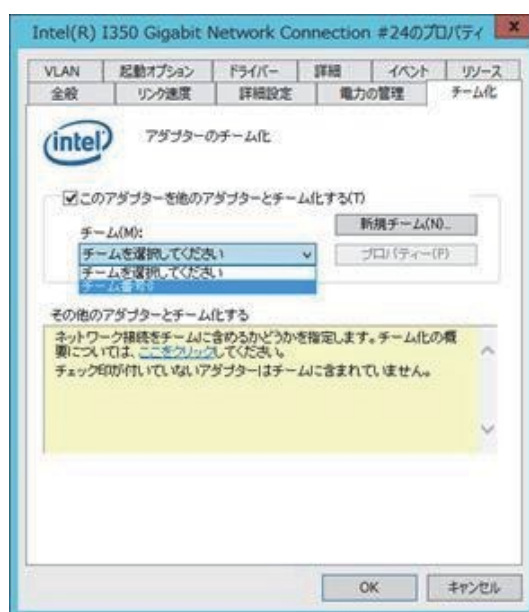 Intel(R) I350 Gigabit Network Connection #24のプロパティ
VLAN 起動オプション ドライバー 詳細 イベント リソース
全般 リンク速度 詳細設定 電力の管理 チーム化
intel アダプターのチーム化
このアダプターを他のアダプターとチーム化する(T)
新規チーム(N)...
チーム(M):
チームを選択してください プロパティー(P)
チームを選択してください
チーム番号
その他のアダプターとチーム化する
ネットワーク接続をチームに含めるかどうかを指定します。チーム化の概
要については、ここをクリックしてください。
チェック印が付いていないアダプターはチームに含まれていません。
OK キャンセル